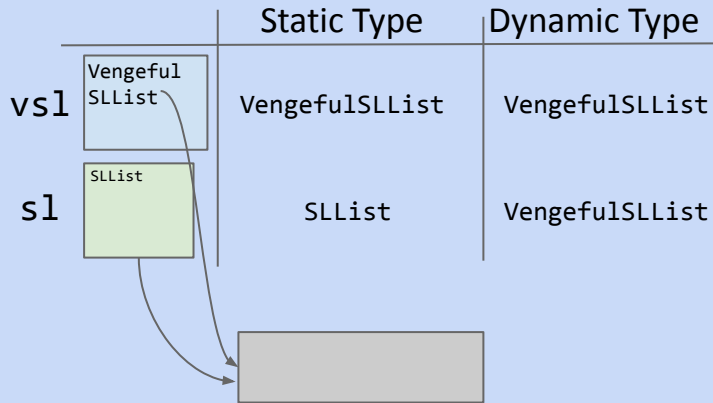 Static Type Dynamic Type
Vengeful
SLList
vsl VengefulSLList VengefulSLList
SLList
sl SLList VengefulSLList